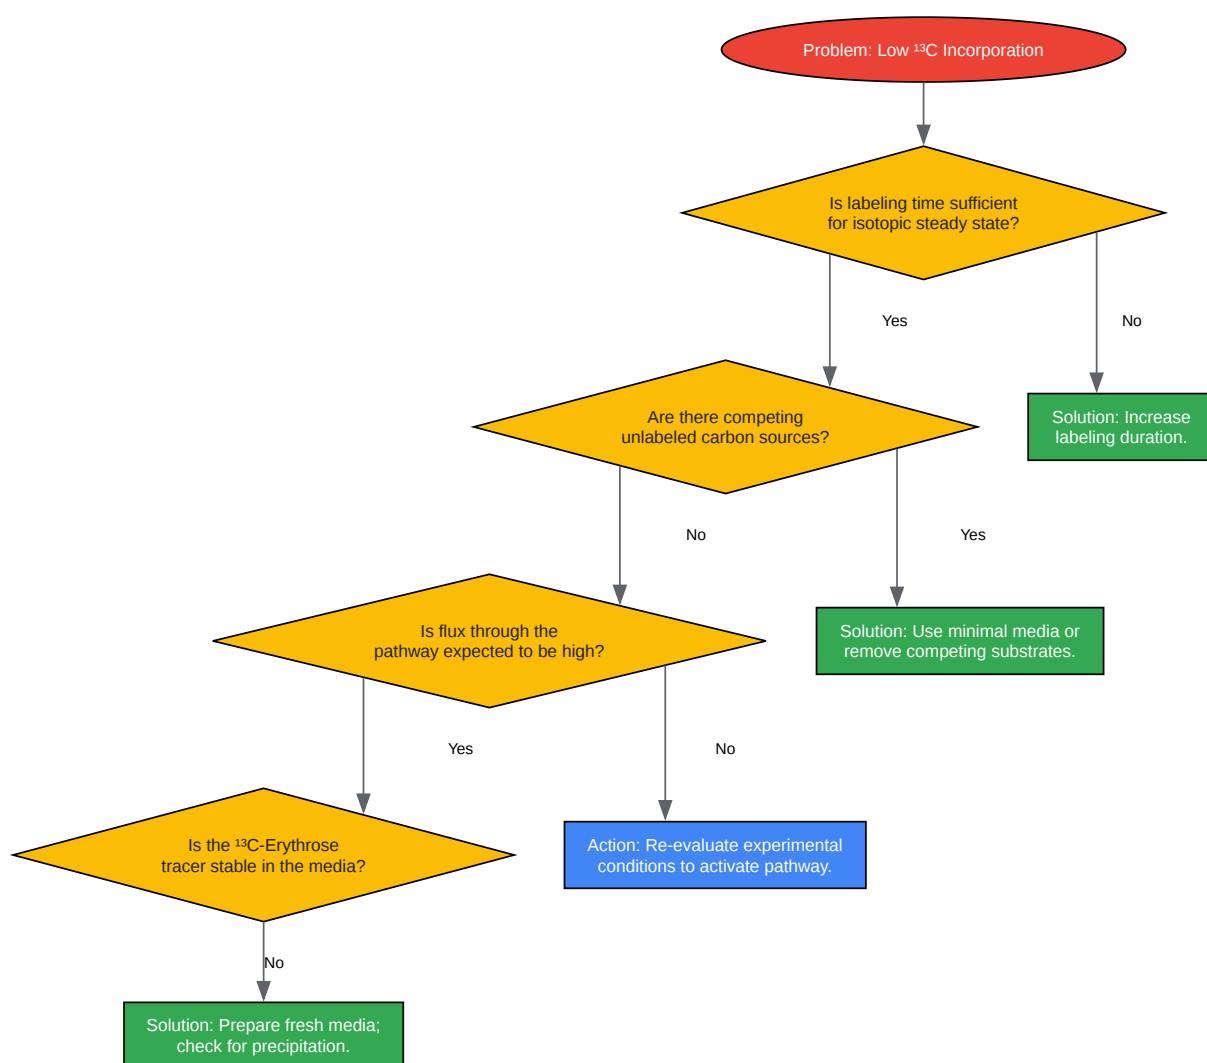 Problem: Low ¹³C Incorporation
Is labeling time sufficient
for isotopic steady state?
Yes
No
Are there competing
unlabeled carbon sources?
Solution: Increase
labeling duration.
No
Yes
Is flux through the
pathway expected to be high?
Solution: Use minimal media or
remove competing substrates.
Yes
No
Is the ¹³C-Erythrose
tracer stable in the media?
Action: Re-evaluate experimental
conditions to activate pathway.
No
Solution: Prepare fresh media;
check for precipitation.